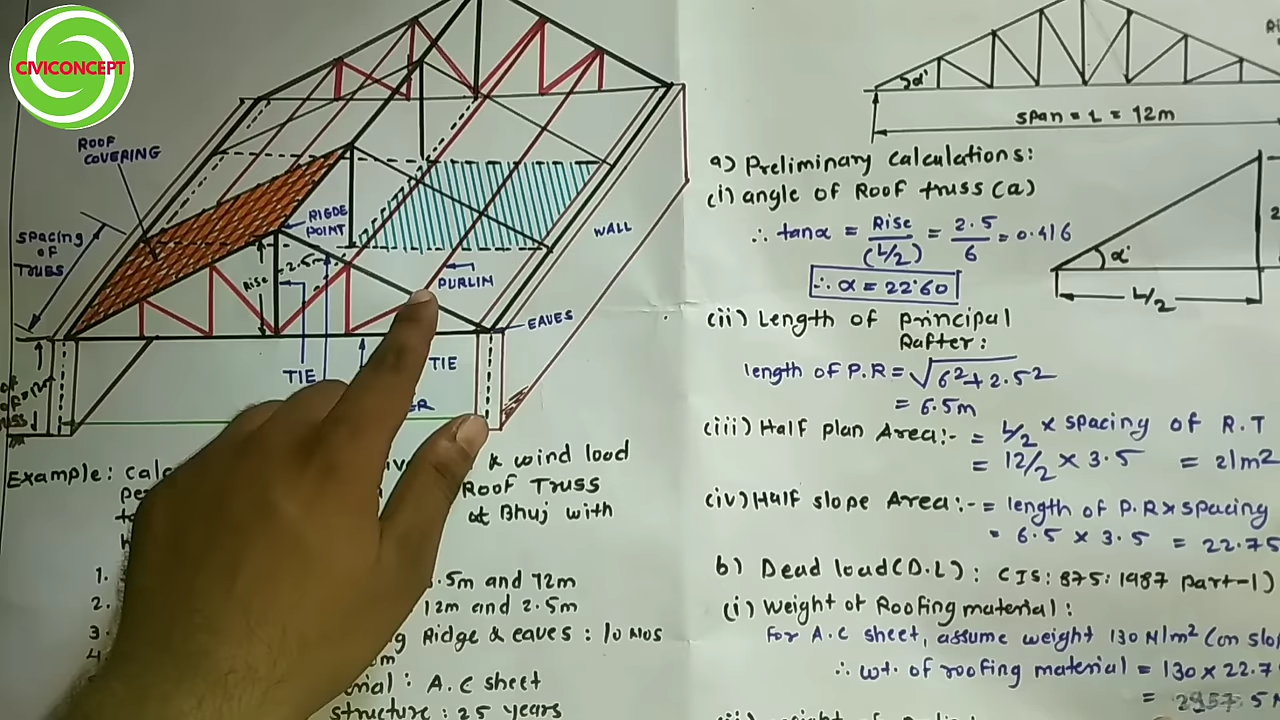 CIVICONCEPT
ROOF
COVERING
SPACING
OF
TRUSS
RIGDE
POINT
Rise
2.5m
PURLIN
WALL
EAVES
TIE
TIE
Example:
& wind load
Roof Truss
at Bhuj with
1.
.5m and 12m
2.
12m and 2.5m
3.
Ridge & eaves : 10 Nos
4
: A.C sheet
structure : 25 years
α'
span = L = 12m
a) Preliminary calculations:
(i) angle of Roof truss (α)
∴ tanα = Rise/(L/2) = 2.5/6 = 0.416
∴ α = 22°60
α'
L/2
(ii) Length of principal
Rafter:
length of P.R = √6²+2.5²
= 6.5m
(iii) Half plan Area:- = L/2 × spacing of R.T
= 12/2 × 3.5 = 21m²
(iv) Half slope Area:- = length of P.R × spacing
= 6.5 × 3.5 = 22.75
b) Dead load (D.L): (IS: 875: 1987 part-1)
(i) Weight of Roofing material:
For A.C sheet, assume weight 130 N/m² (on slo
∴ wt. of roofing material = 130 × 22.7
= 2957.5